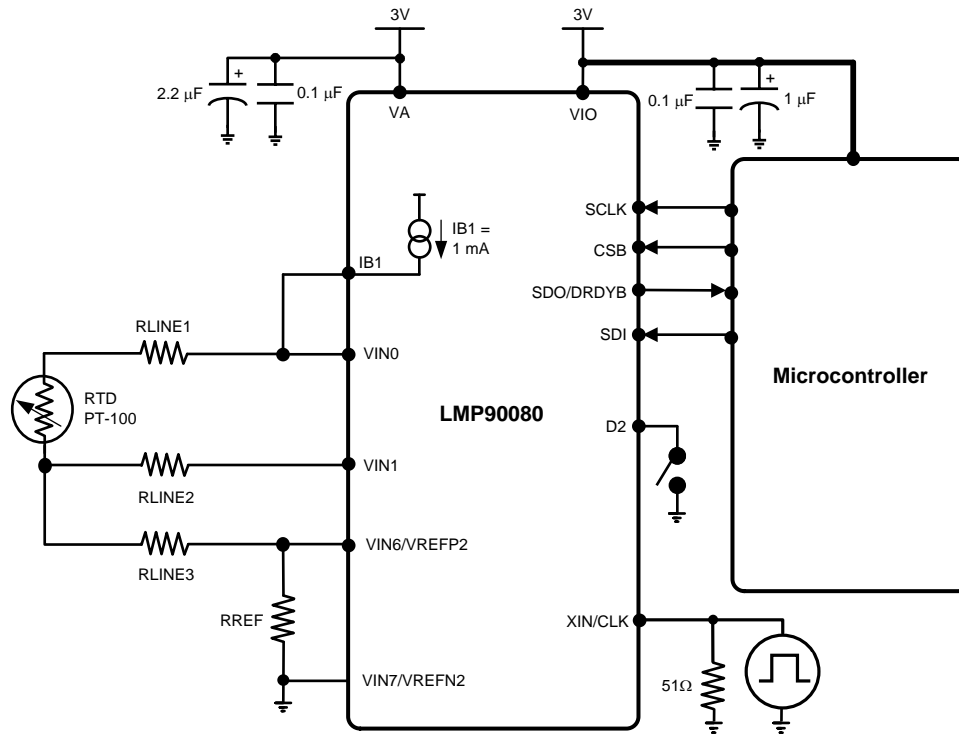 3V
3V
2.2 µF
+
0.1 µF
VA
VIO
0.1 µF
+
1 µF
IB1 =
1 mA
IB1
SCLK
CSB
SDO/DRDYB
SDI
RLINE1
VIN0
RTD
PT-100
LMP90080
Microcontroller
D2
VIN1
RLINE2
VIN6/VREFP2
RLINE3
RREF
XIN/CLK
VIN7/VREFN2
51Ω